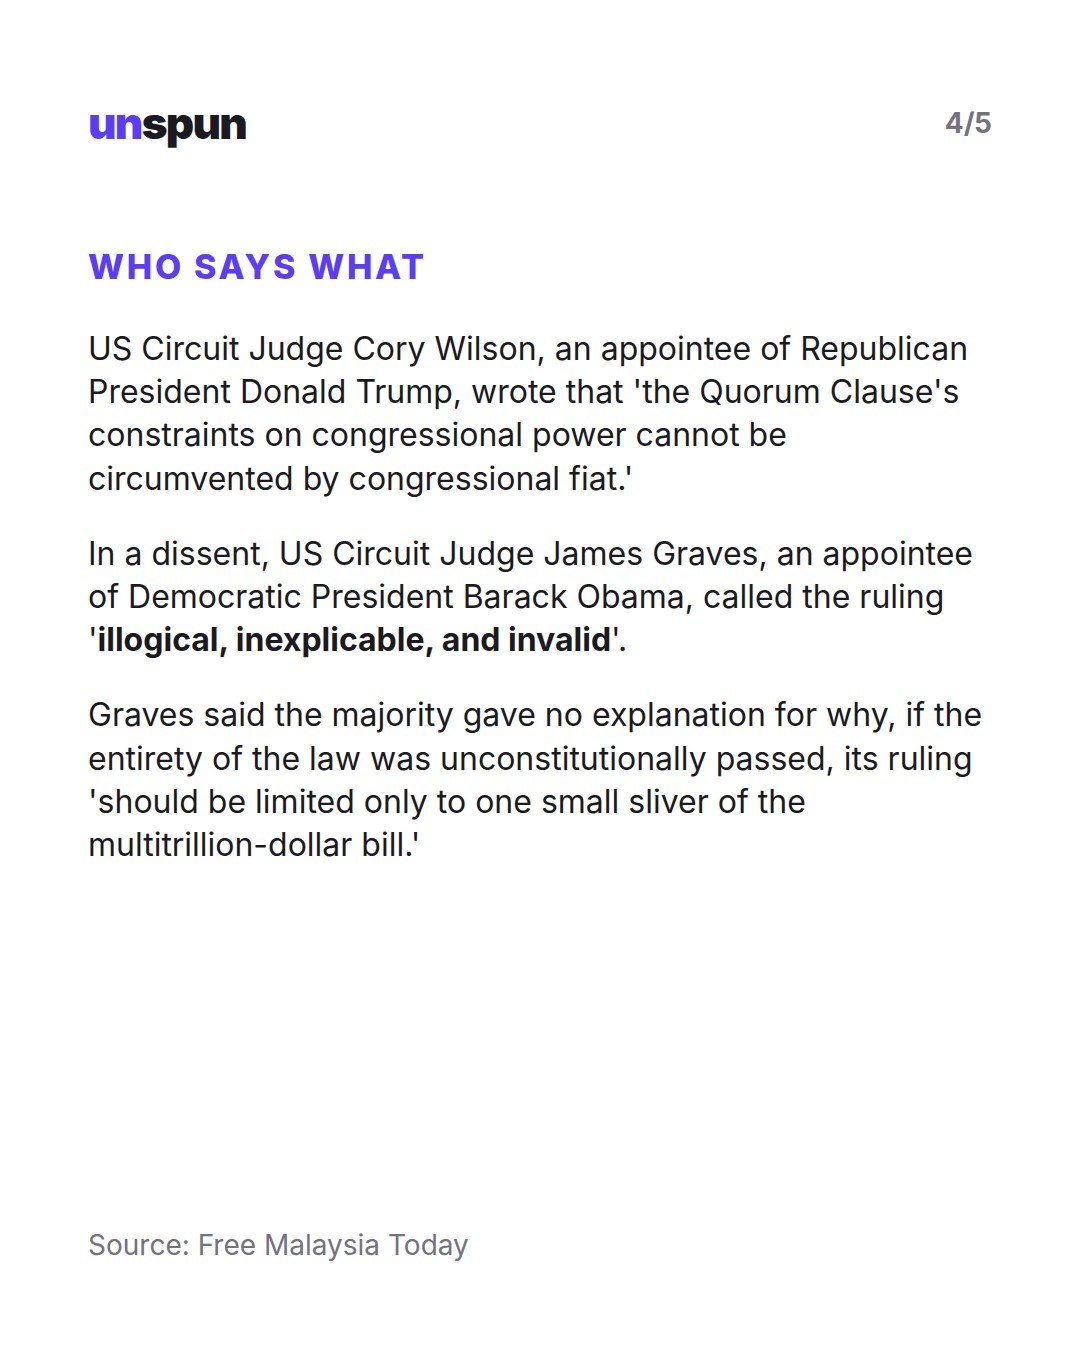 unspun
4/5
WHO SAYS WHAT
US Circuit Judge Cory Wilson, an appointee of Republican
President Donald Trump, wrote that 'the Quorum Clause's
constraints on congressional power cannot be
circumvented by congressional fiat.'
In a dissent, US Circuit Judge James Graves, an appointee
of Democratic President Barack Obama, called the ruling
'illogical, inexplicable, and invalid'.
Graves said the majority gave no explanation for why, if the
entirety of the law was unconstitutionally passed, its ruling
'should be limited only to one small sliver of the
multitrillion-dollar bill.'
Source: Free Malaysia Today